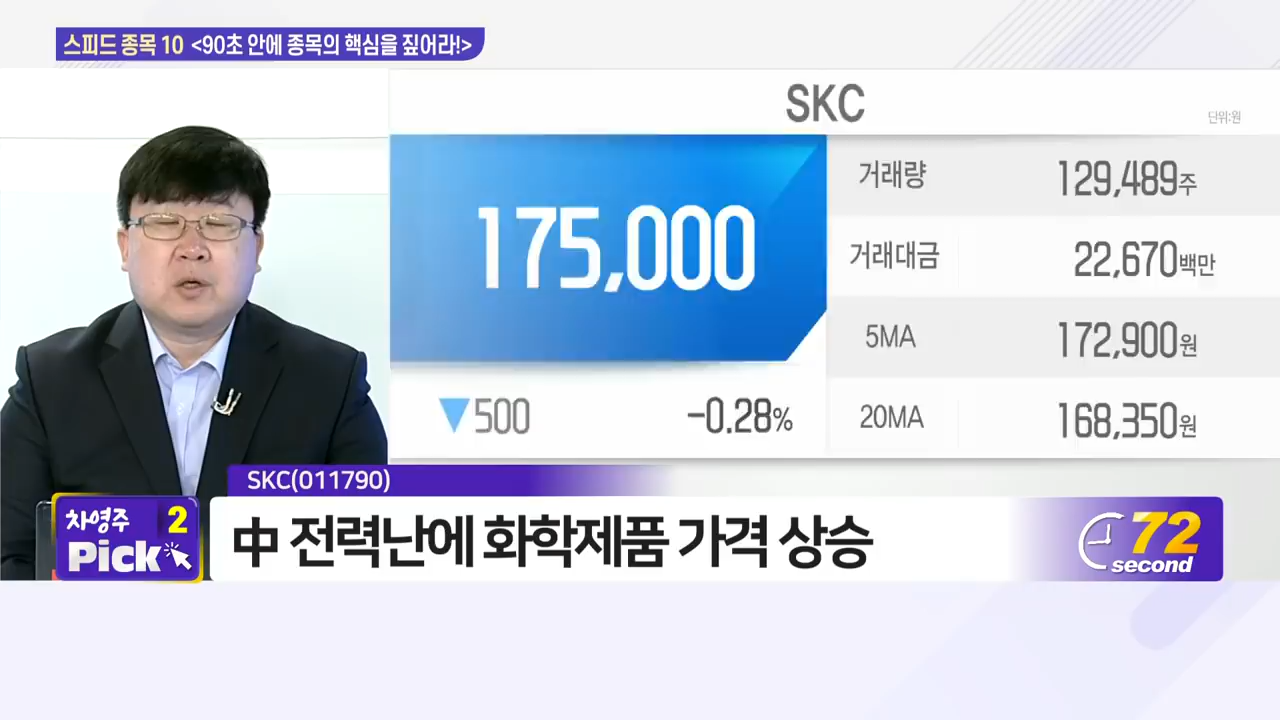 스피드 종목 10 <90초 안에 종목의 핵심을 짚어라!>
SKC
단위:원
175,000
▼500 -0.28%
거래량 129,489주
거래대금 22,670백만
5MA 172,900원
20MA 168,350원
SKC(011790)
차영주 2
Pick
中 전력난에 화학제품 가격 상승
72
second